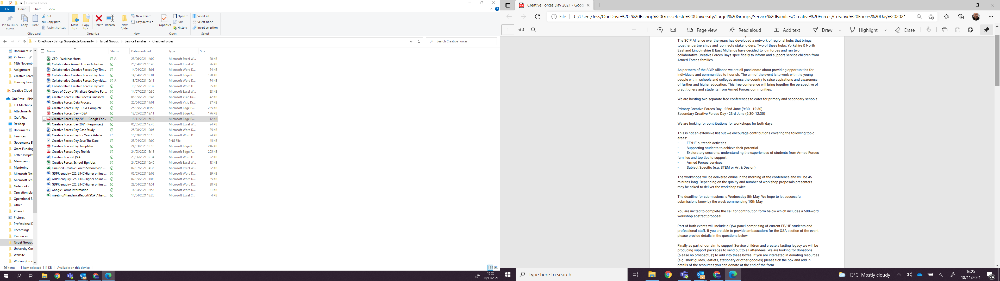 Creative Forces
File Home Share View
Pin to Quick access
Copy
Paste
Cut
Copy path
Paste shortcut
Clipboard
Move to
Copy to
Delete
Rename
Organize
New folder
New item
Easy access
New
Properties
Open
Edit
History
Open
Select all
Select none
Invert selection
Select
OneDrive - Bishop Grosseteste University > Target Groups > Service Families > Creative Forces
Search Creative Forces
Document
Pictures
18th Novemb
Assignment
Creative Force
Thriving Lives
Creative Cloud
OneDrive - Bish
1-1 Meetings
Attachments
Craft Pics
Desktop
Documents
Finances
Governance B
Grant Funding
Letter Templa
Manageing
Mentoring
Microsoft Tea
Microsoft Tea
Notebooks
Operation pla
Operational B
Other
Phase 3
Pictures
Professional D
Recordings
Resources
Target Groups
University Co
Website
Working Grou
Name Status Date modified Type Size
CFD - Webinar Hosts 28/06/2021 14:09 Microsoft Excel W... 20 KB
Collaborative Armed Forces Activities ... 26/04/2021 16:40 Microsoft Excel W... 26 KB
Collaborative Creative Forces Day Tim... 14/04/2021 13:01 Microsoft Word D... 24 KB
Collaborative Creative Forces Day Tim... 14/04/2021 13:01 Microsoft Edge P... 120 KB
Collaborative Creative Forces Day vide... 18/05/2021 19:11 Microsoft Word D... 74 KB
Collaborative Creative Forces Day vide... 18/05/2021 12:37 Microsoft Word D... 25 KB
Copy of Copy of Finalised Creative For... 14/07/2021 10:30 Microsoft Excel W... 23 KB
Creative Forces Data Process Finalised 06/05/2021 13:45 Microsoft Visio Dr... 42 KB
Creative Forces Data Process 20/04/2021 17:01 Microsoft Visio Dr... 27 KB
Creative Forces Day - DSA Complete 25/05/2021 08:52 Microsoft Edge P... 235 KB
Creative Forces Day - DSA 13/05/2021 12:11 Microsoft Edge P... 176 KB
Creative Forces Day 2021 - Google For... 18/11/2021 16:19 Microsoft Edge P... 112 KB
Creative Forces Day 2021 (Responses) 06/05/2021 12:40 Microsoft Excel W... 24 KB
Creative Forces Day Case Study 25/08/2021 10:05 Microsoft Word D... 25 KB
Creative Forces Day for Year 9 Article 16/09/2021 15:15 Microsoft Word D... 24 KB
Creative Forces Day Save The Date 23/04/2021 12:09 PNG File 45 KB
Creative Forces Day Templates 24/03/2020 13:18 Microsoft Edge P... 246 KB
Creative Forces Days Toolkit 24/03/2020 13:18 Microsoft Edge P... 205 KB
Creative Forces Q&A 23/06/2021 12:34 Microsoft Word D... 22 KB
Creative Forces School Sign Ups 24/05/2021 16:40 Microsoft Excel W... 13 KB
Finalised Creative Forces School Sign ... 07/07/2021 14:35 Microsoft Excel W... 22 KB
GDPR enquiry 026. LiNCHigher online ... 06/05/2021 12:09 Microsoft Word D... 39 KB
GDPR enquiry 026. LiNCHigher online ... 07/05/2021 11:02 Microsoft Word D... 35 KB
GDPR enquiry 026. LiNCHigher online ... 28/04/2021 11:51 Microsoft Word D... 38 KB
Google Forms Information 14/04/2021 13:53 Microsoft Word D... 21 KB
meetingAttendanceReport(SCiP Allian... 14/04/2021 13:26 Microsoft Excel C... 4 KB
26 items 1 item selected 111 KB Available on this device
16:26
18/11/2021
Creative Forces Day 2021 - Goog
File | C:/Users/Jess/OneDrive%20-%20Bishop%20Grosseteste%20University/Target%20Groups/Service%20Families/Creative%20Forces/Creative%20Forces%20Day%202021...
1 of 4 Page view Read aloud Add text Draw Highlight Erase
The SCiP Alliance over the years has developed a network of regional hubs that brings
together partnerships and connects stakeholders. Two of these hubs; Yorkshire & North
East and Lincolnshire & East Midlands have decided to join forces and run two
collaborative Creative Forces Days specifically to inform and support Service children from
Armed Forces families.
As partners of the SCiP Alliance we are all passionate about providing opportunities for
individuals and communities to flourish. The aim of the event is to work with the young
people within schools and colleges across the country to raise aspirations and awareness
of further and higher education. This free conference will bring together the perspective of
practitioners and students from Armed Forces communities.
We are hosting two separate free conferences to cater for primary and secondary schools.
Primary Creative Forces Day - 22nd June (9:30 - 12:30)
Secondary Creative Forces Day - 23rd June (9:30- 12:30)
We are looking for contributions for workshops for both days.
This is not an extensive list but we encourage contributions covering the following topic
areas:
• FE/HE outreach activities
• Supporting students to achieve their potential
• Exploratory sessions: understanding the experiences of students from Armed Forces
families and top tips to support
• Armed Forces services
• Subject Specific (e.g. STEM or Art & Design)
The workshops will be delivered online in the morning of the conference and will be 45
minutes long. Depending on the quality and number of workshop proposals presenters
may be asked to deliver the workshop twice.
The deadline for submissions is Wednesday 5th May. We hope to let successful
submissions know by the week commencing 10th May.
You are invited to complete the call for contribution form below which includes a 500-word
workshop abstract proposal.
Part of both events will include a Q&A panel comprising of current FE/HE students and
professional staff. If you are able to provide ambassadors for the Q&A section of the event
please provide details in the questions below.
Finally as part of our aim to support Service children and create a lasting legacy we will be
producing support packages to send out to all attendees. We are looking for donations
(please no prospectus') to add into these boxes. If you are interested in donating resources
(e.g. short guides, leaflets, stationary or other goodies) please tick the box and add in
details of the resources you can donate at the end of the form.
Type here to search
13°C Mostly cloudy
16:25
18/11/2021
24